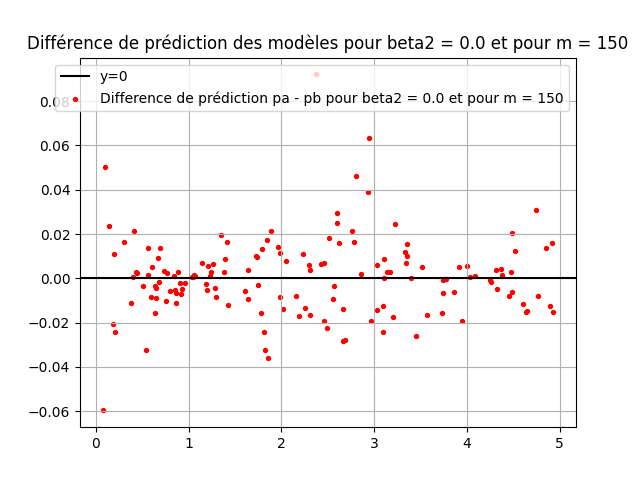 Différence de prédiction des modèles pour beta2 = 0.0 et pour m = 150
y=0
Difference de prédiction pa - pb pour beta2 = 0.0 et pour m = 150
0.08
0.06
0.04
0.02
0.00
−0.02
−0.04
−0.06
0 1 2 3 4 5